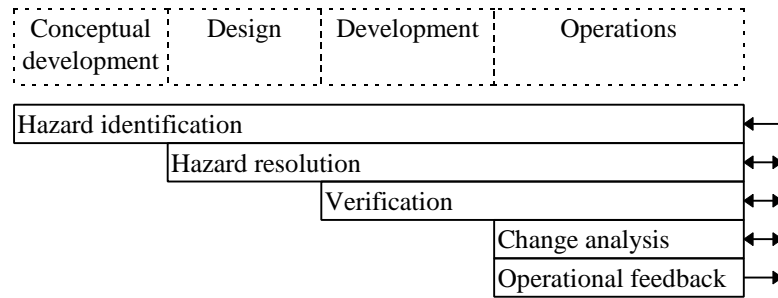 Conceptual development
Design
Development
Operations
Hazard identification
Hazard resolution
Verification
Change analysis
Operational feedback